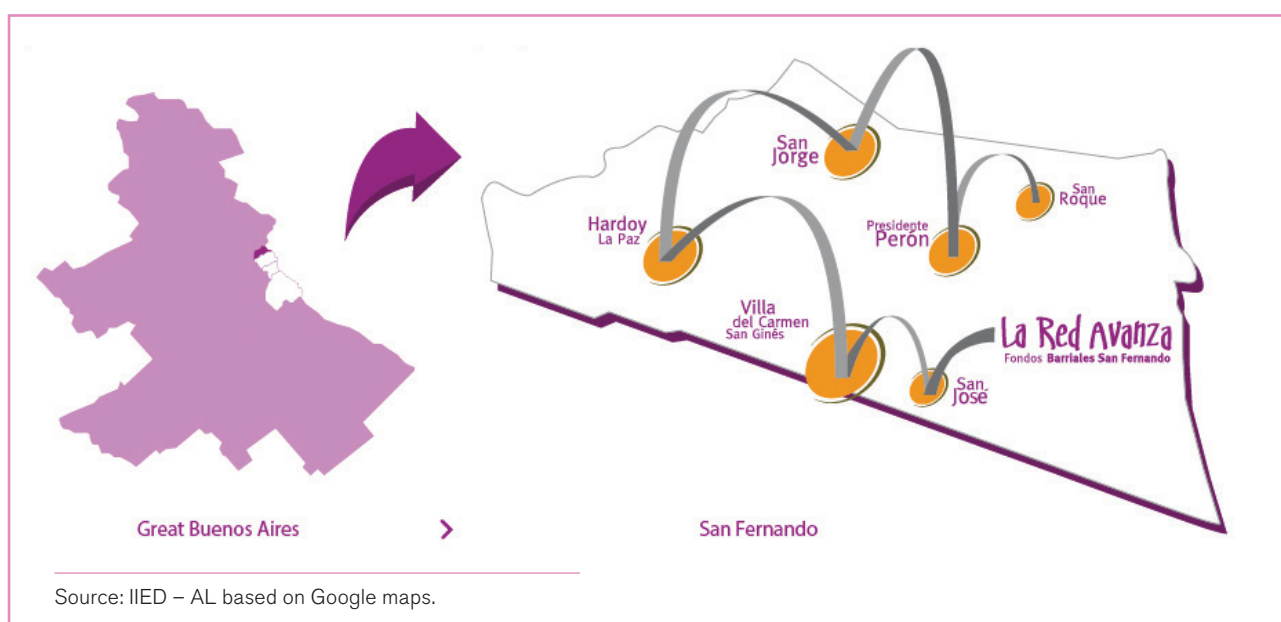 San
Jorge
San
Roque
Hardoy
La Paz
Presidente
Perón
Villa
del Carmen
San Ginés
La Red Avanza
Fondos Barriales San Fernando
San
José
Great Buenos Aires
San Fernando
Source: IIED – AL based on Google maps.